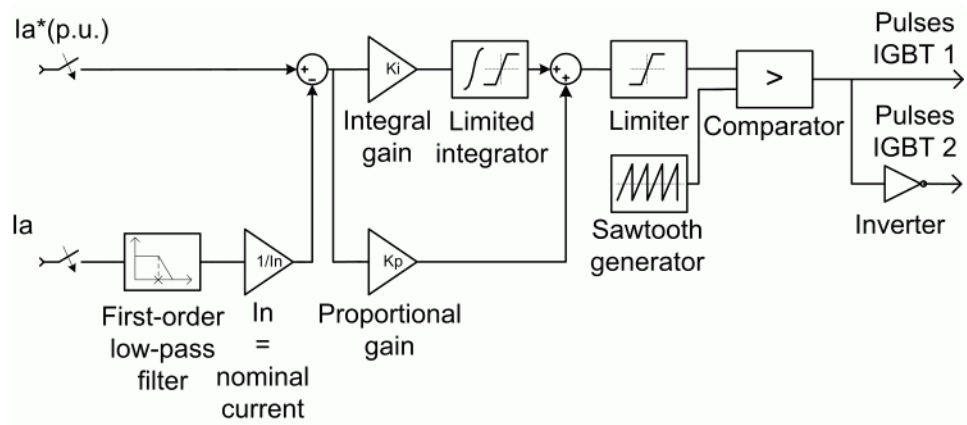 Ia*(p.u.)
Pulses
IGBT 1
+
−
Ki
+
+
>
Integral
gain
Limited
integrator
Limiter
Comparator
Pulses
IGBT 2
Ia
Sawtooth
generator
Inverter
1/In
Kp
First-order
low-pass
filter
In
=
nominal
current
Proportional
gain